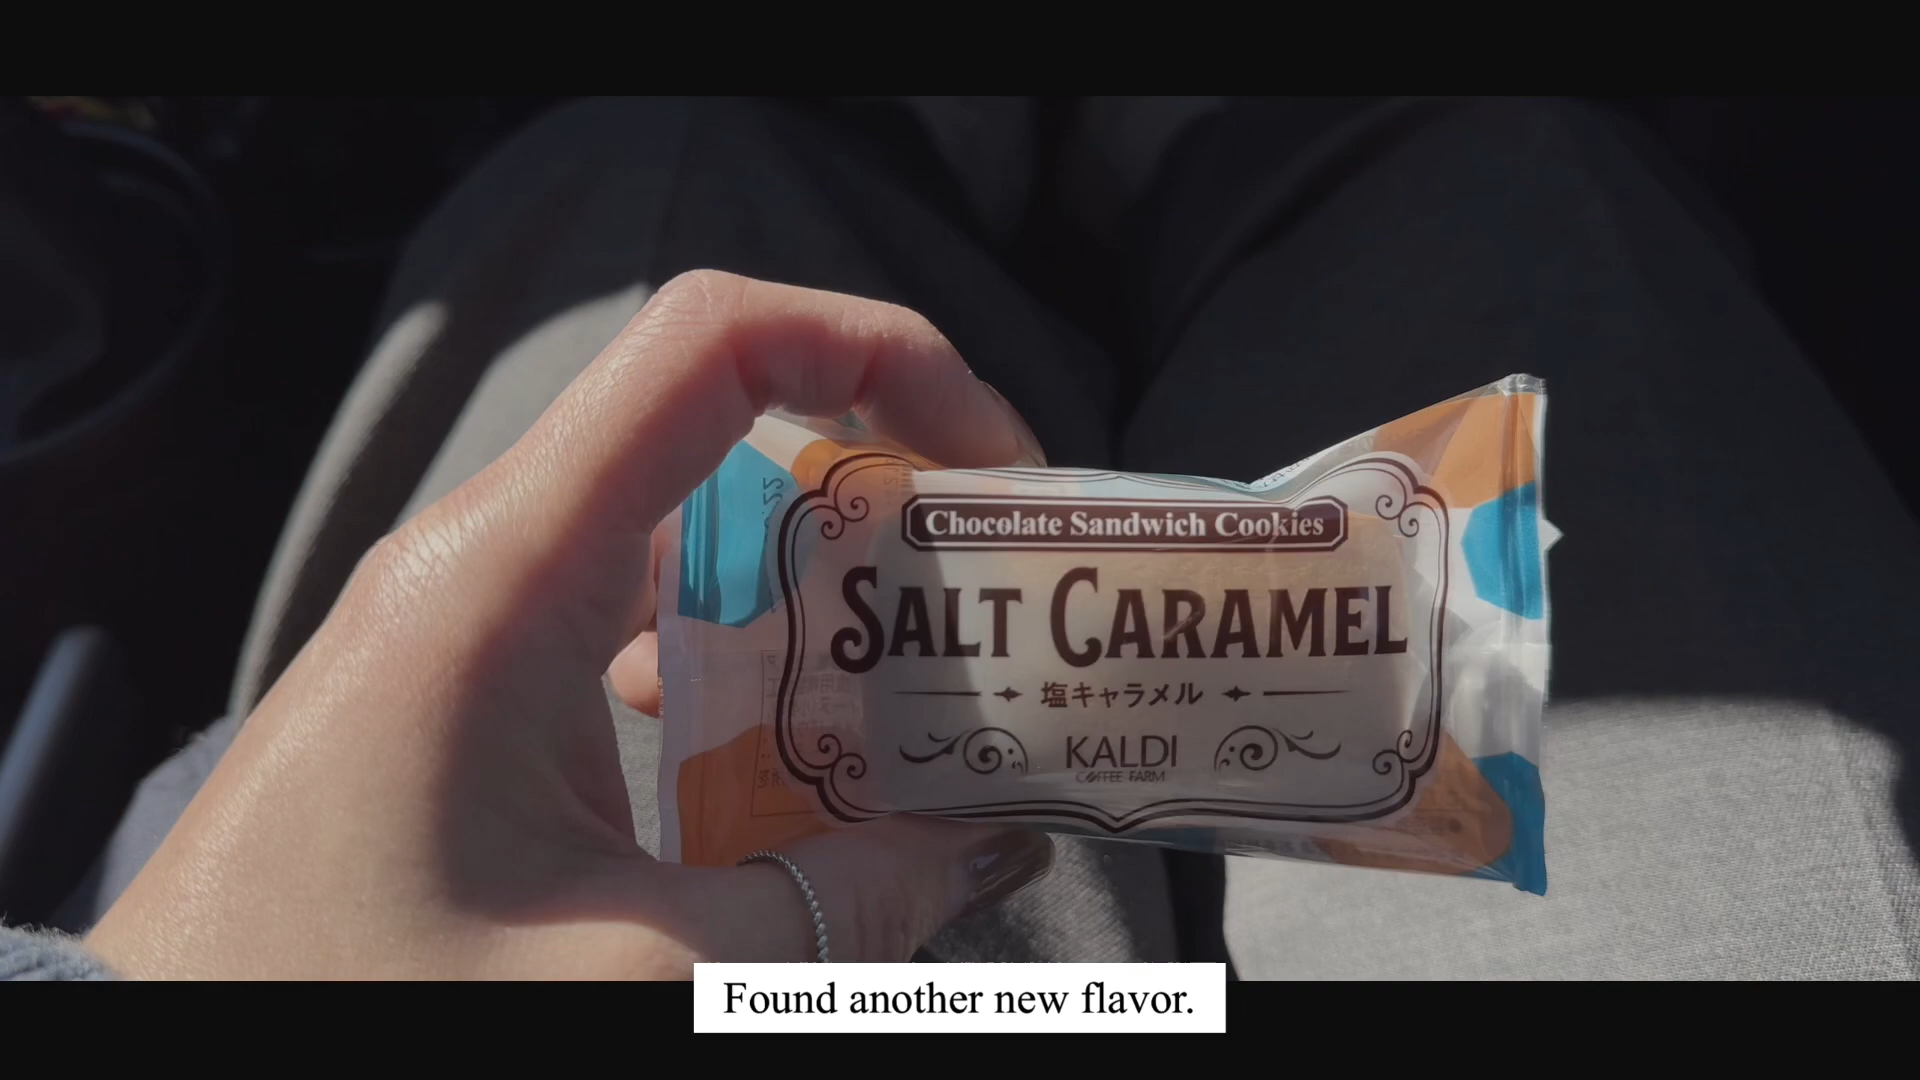 Chocolate Sandwich Cookies
SALT CARAMEL
塩キャラメル
KALDI
COFFEE FARM
Found another new flavor.